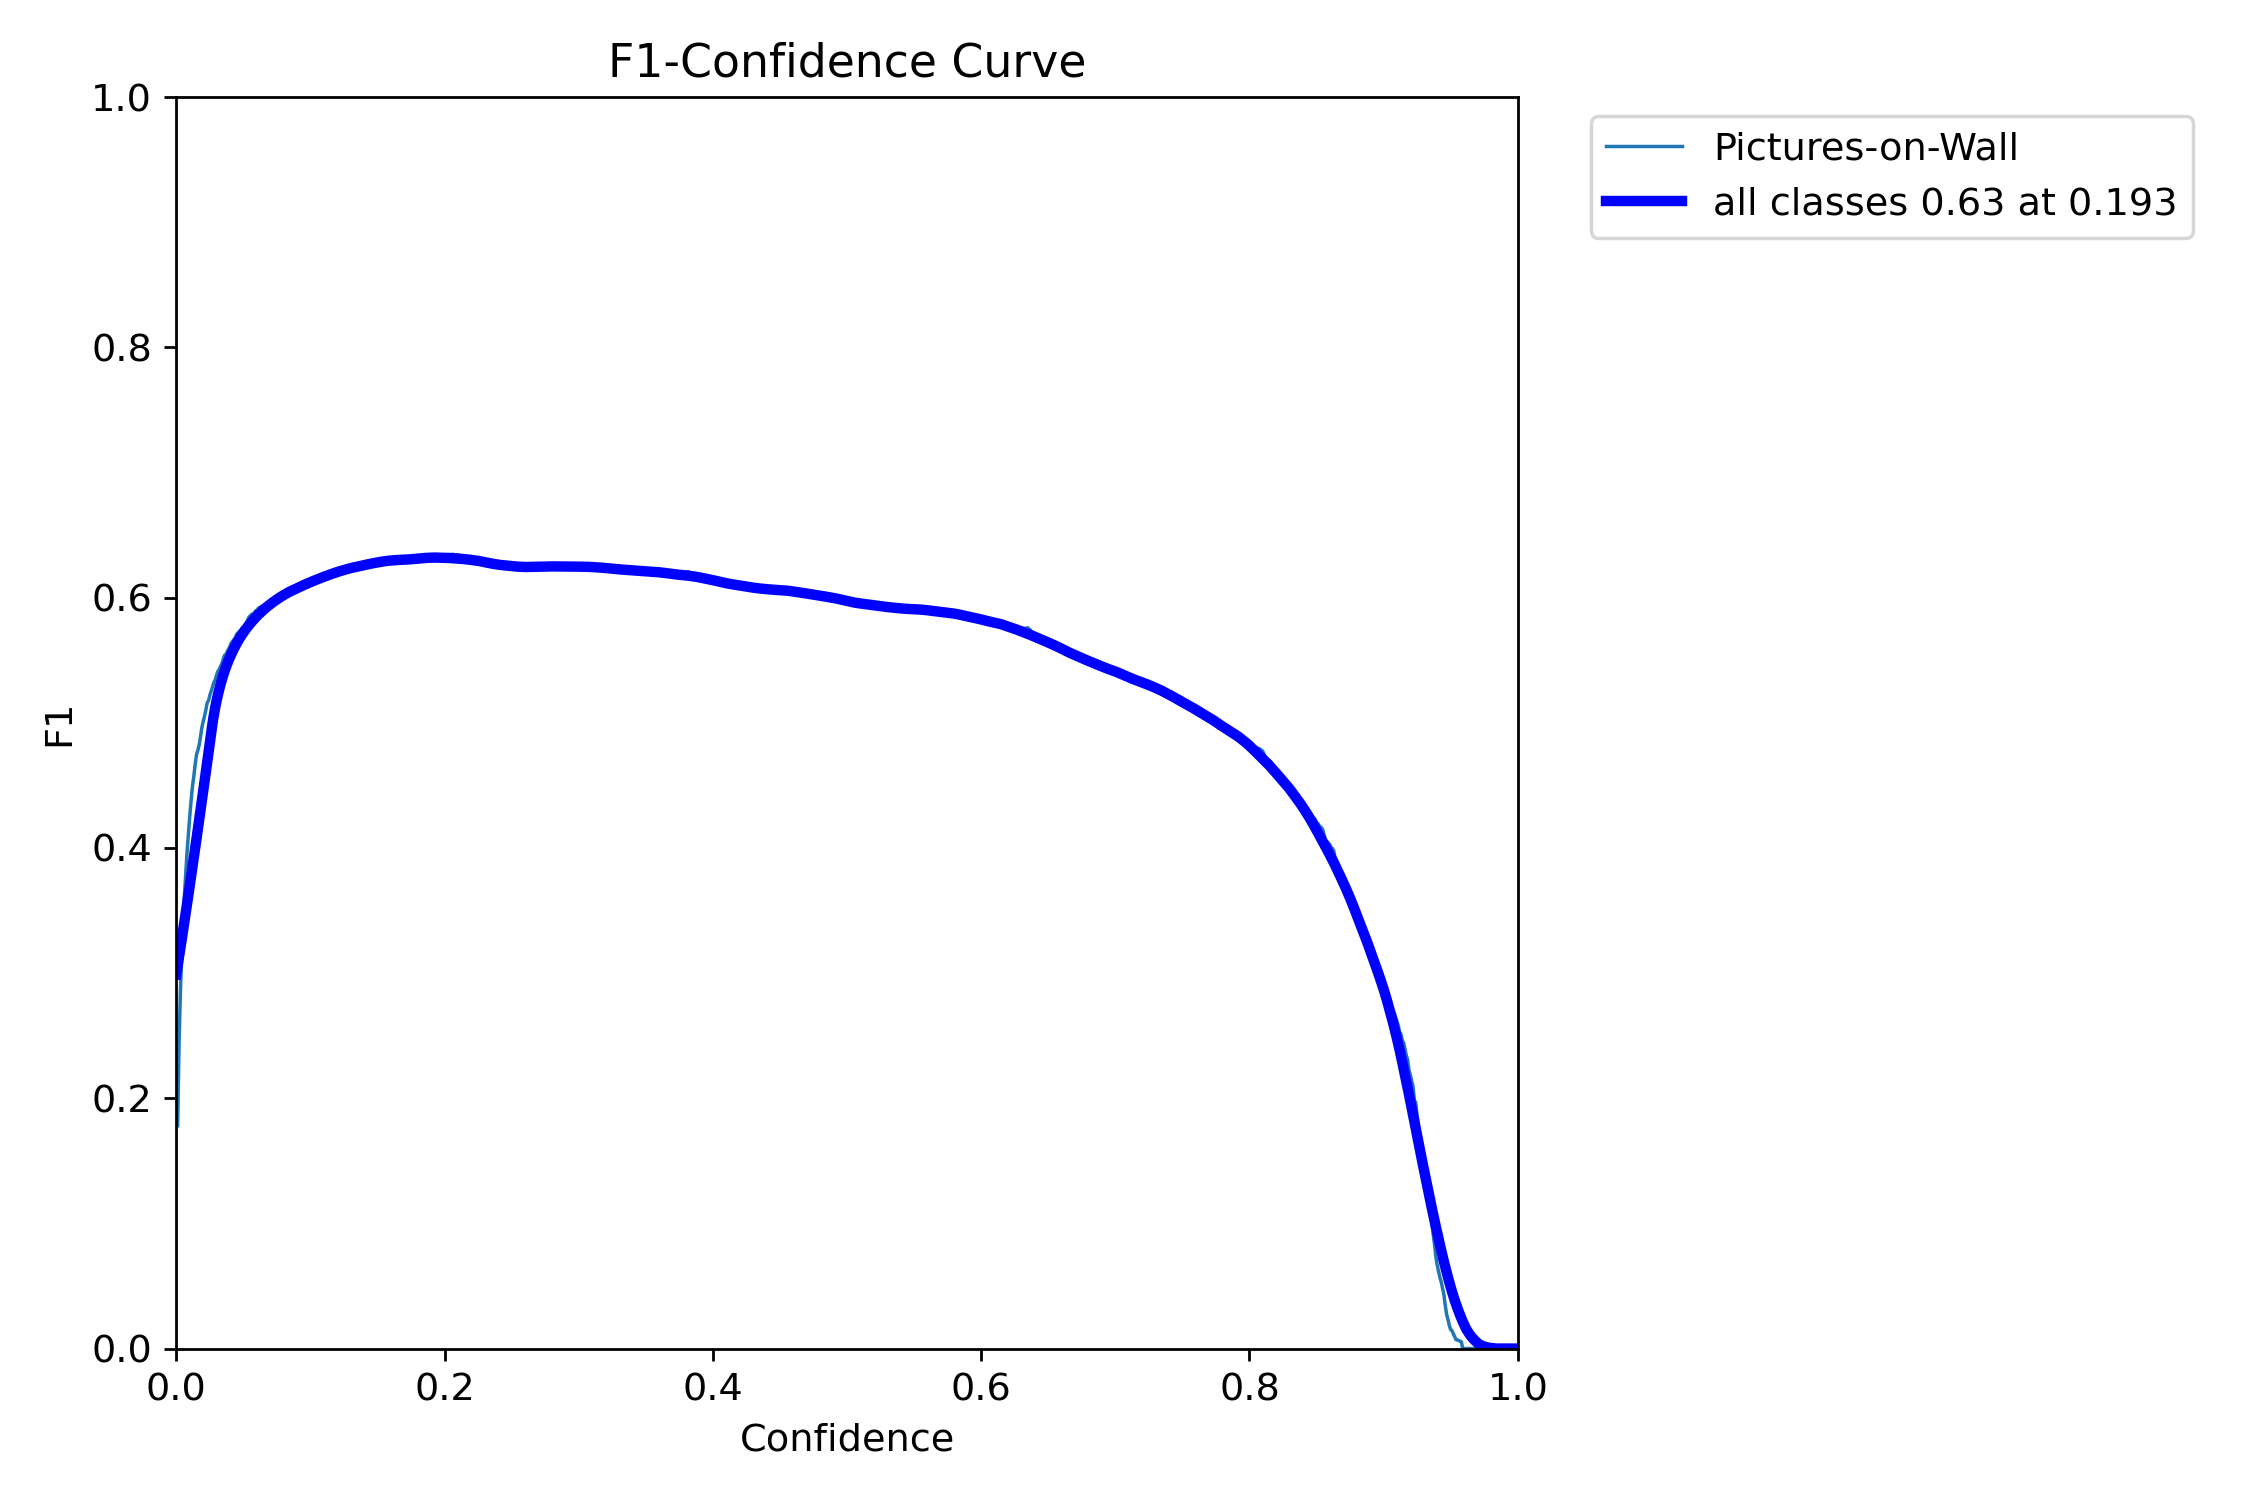 F1-Confidence Curve
1.0
0.8
0.6
0.4
0.2
0.0
F1
0.0 0.2 0.4 0.6 0.8 1.0
Confidence
Pictures-on-Wall
all classes 0.63 at 0.193